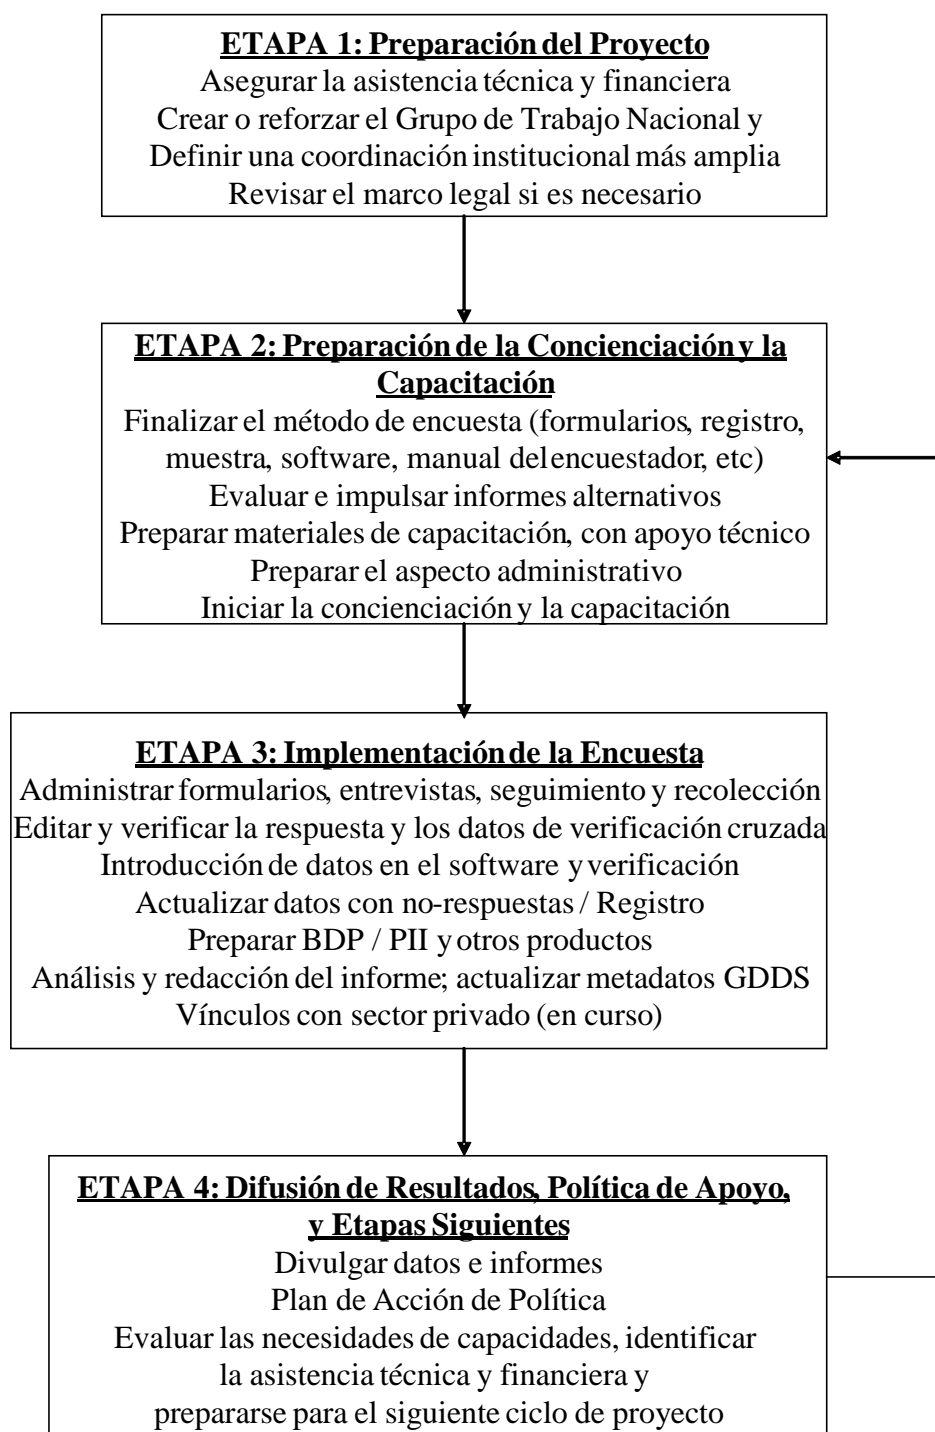 ETAPA 1: Preparación del Proyecto
Asegurar la asistencia técnica y financiera
Crear o reforzar el Grupo de Trabajo Nacional y
Definir una coordinación institucional más amplia
Revisar el marco legal si es necesario
ETAPA 2: Preparación de la Concienciación y la
Capacitación
Finalizar el método de encuesta (formularios, registro,
muestra, software, manual del encuestador, etc)
Evaluar e impulsar informes alternativos
Preparar materiales de capacitación, con apoyo técnico
Preparar el aspecto administrativo
Iniciar la concienciación y la capacitación
ETAPA 3: Implementación de la Encuesta
Administrar formularios, entrevistas, seguimiento y recolección
Editar y verificar la respuesta y los datos de verificación cruzada
Introducción de datos en el software y verificación
Actualizar datos con no-respuestas / Registro
Preparar BDP / PII y otros productos
Análisis y redacción del informe; actualizar metadatos GDDS
Vínculos con sector privado (en curso)
ETAPA 4: Difusión de Resultados, Política de Apoyo,
y Etapas Siguientes
Divulgar datos e informes
Plan de Acción de Política
Evaluar las necesidades de capacidades, identificar
la asistencia técnica y financiera y
prepararse para el siguiente ciclo de proyecto